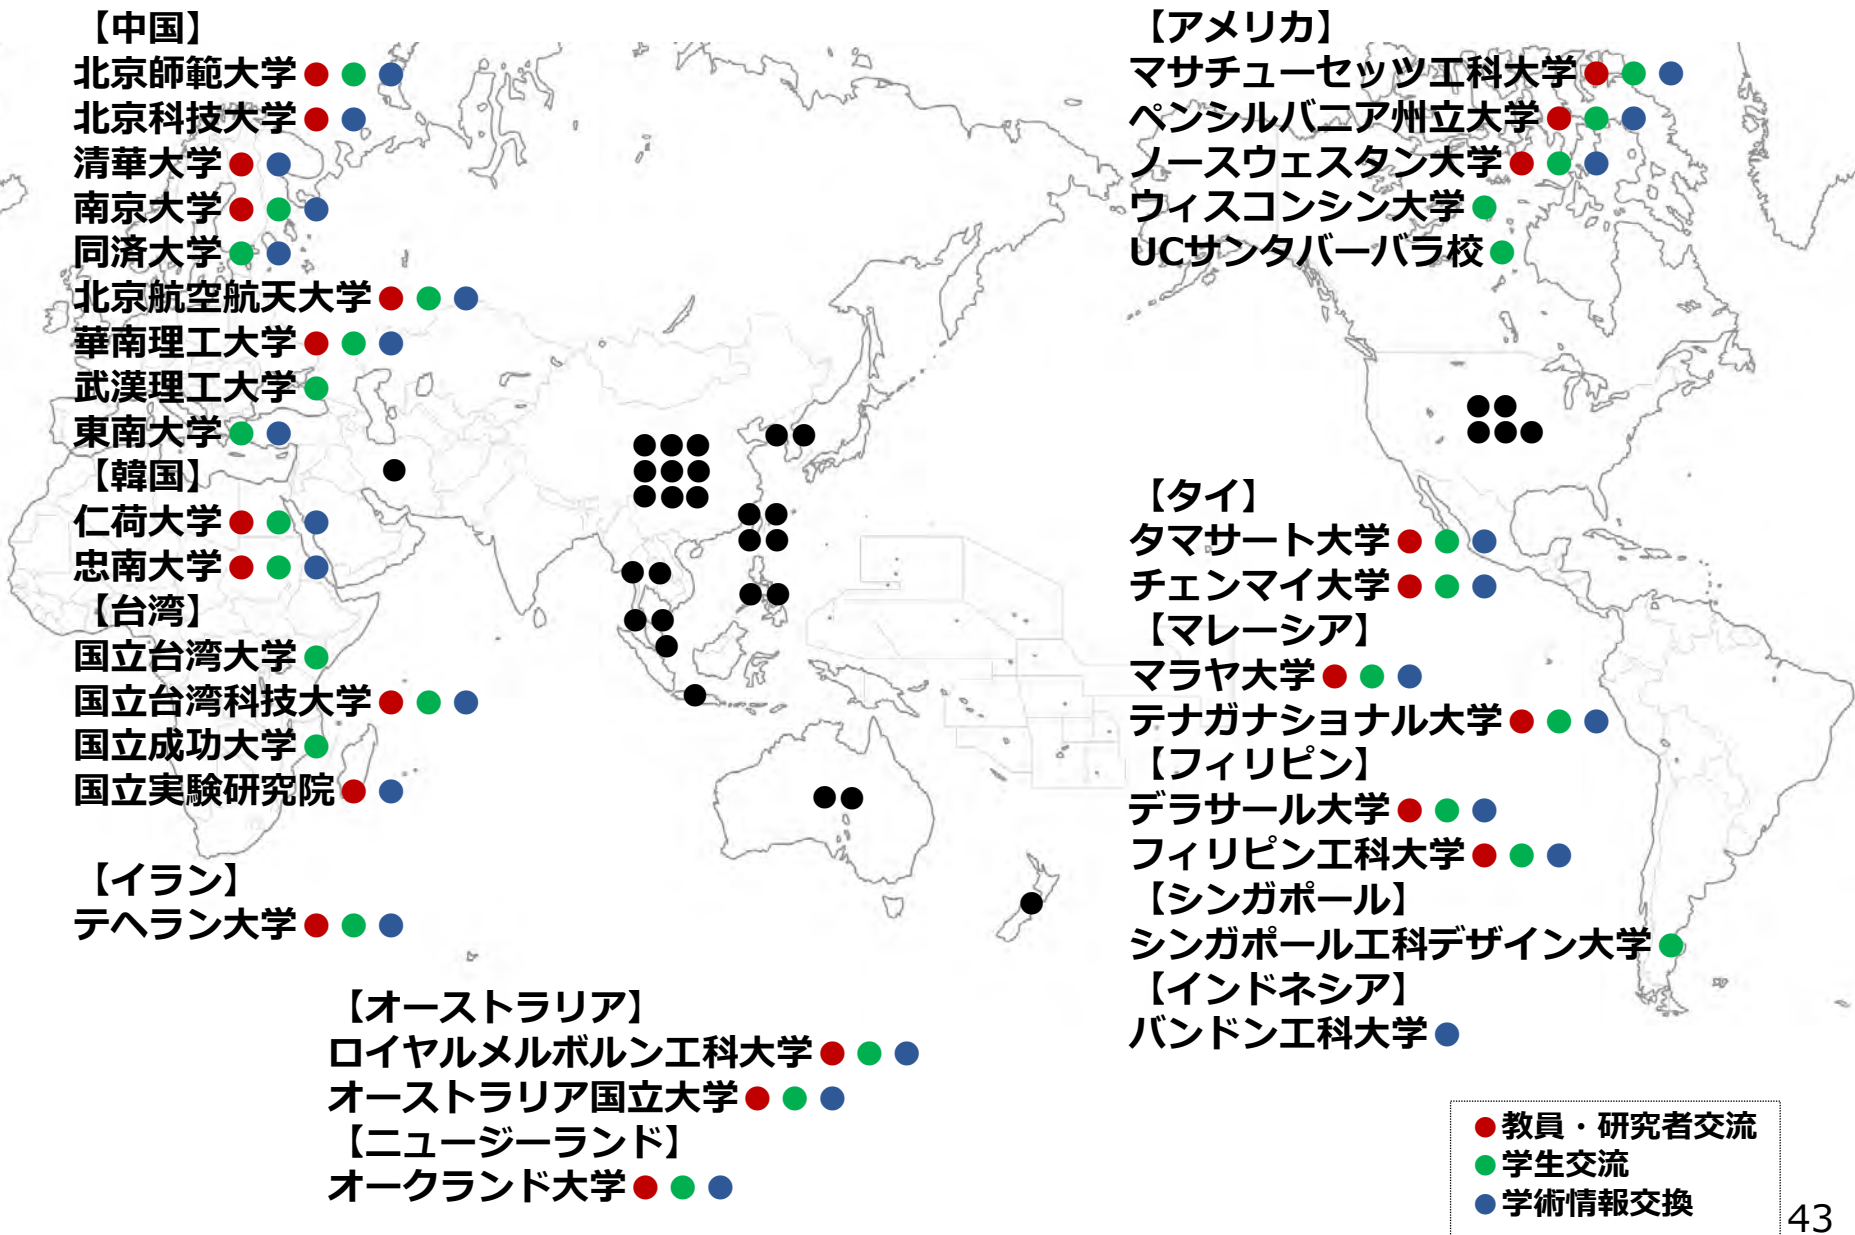 【中国】
北京師範大学●●●
北京科技大学●●
清華大学●●
南京大学●●●
同済大学●●
北京航空航天大学●●●
華南理工大学●●●
武漢理工大学●
東南大学●●
【韓国】
仁荷大学●●●
忠南大学●●●
【台湾】
国立台湾大学●
国立台湾科技大学●●●
国立成功大学●
国立実験研究院●●
【イラン】
テヘラン大学●●●
【オーストラリア】
ロイヤルメルボルン工科大学●●●
オーストラリア国立大学●●●
【ニュージーランド】
オークランド大学●●●
【アメリカ】
マサチューセッツ工科大学●●●
ペンシルバニア州立大学●●●
ノースウェスタン大学●●●
ウィスコンシン大学●
UCサンタバーバラ校●
【タイ】
タマサート大学●●●
チェンマイ大学●●●
【マレーシア】
マラヤ大学●●●
テナガナショナル大学●●●
【フィリピン】
デラサール大学●●●
フィリピン工科大学●●●
【シンガポール】
シンガポール工科デザイン大学●
【インドネシア】
バンドン工科大学●
●教員・研究者交流
●学生交流
●学術情報交換
43